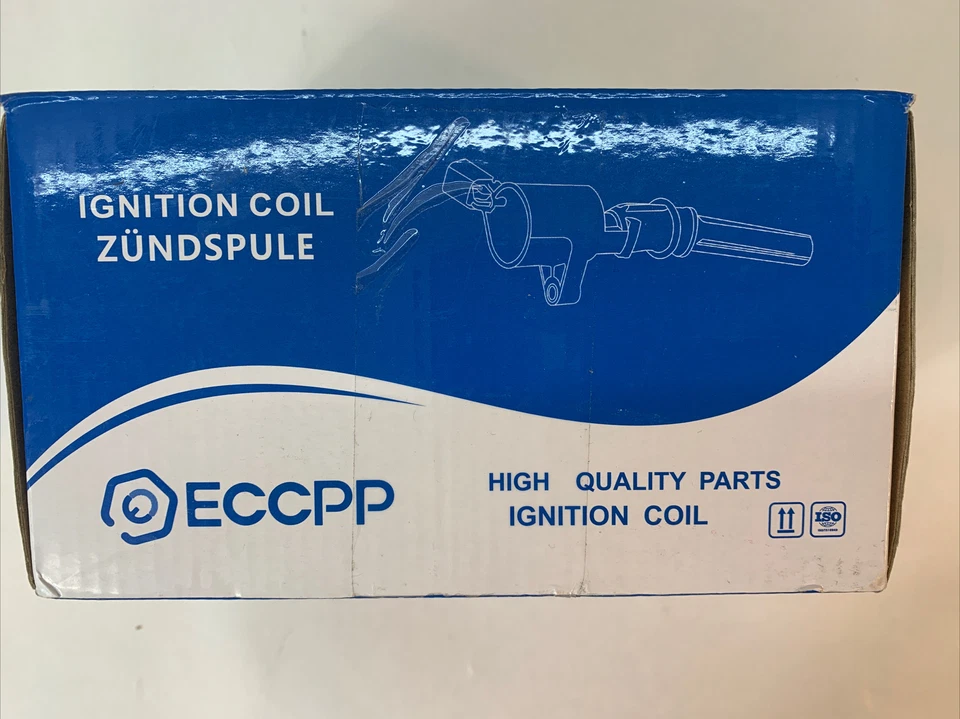 IGNITION COIL
ZÜNDSPULE
ECCPP
HIGH QUALITY PARTS
IGNITION COIL
ISO